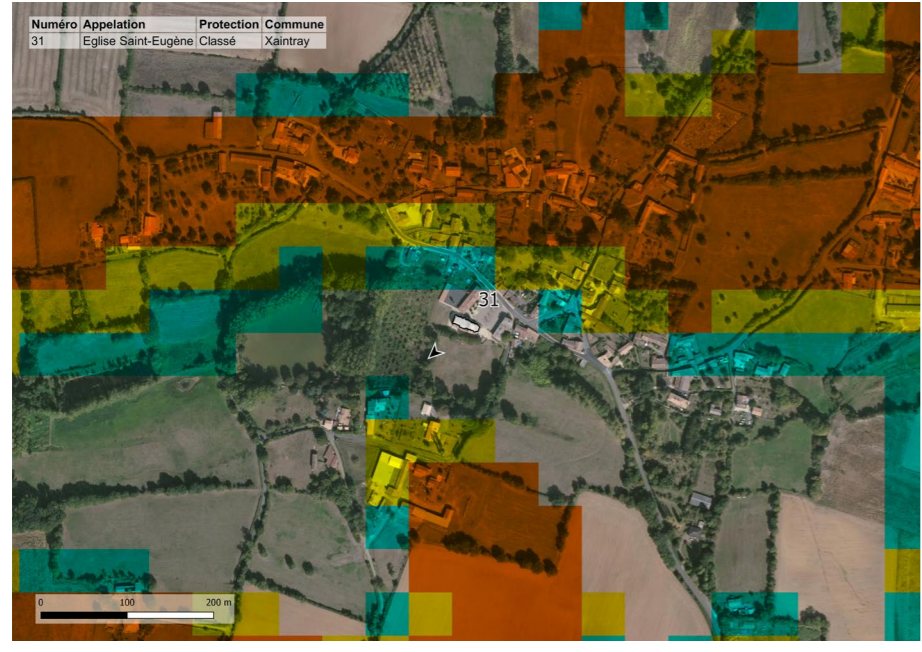 Numéro Appelation Protection Commune
31 Eglise Saint-Eugène Classé Xaintray
31
0 100 200 m